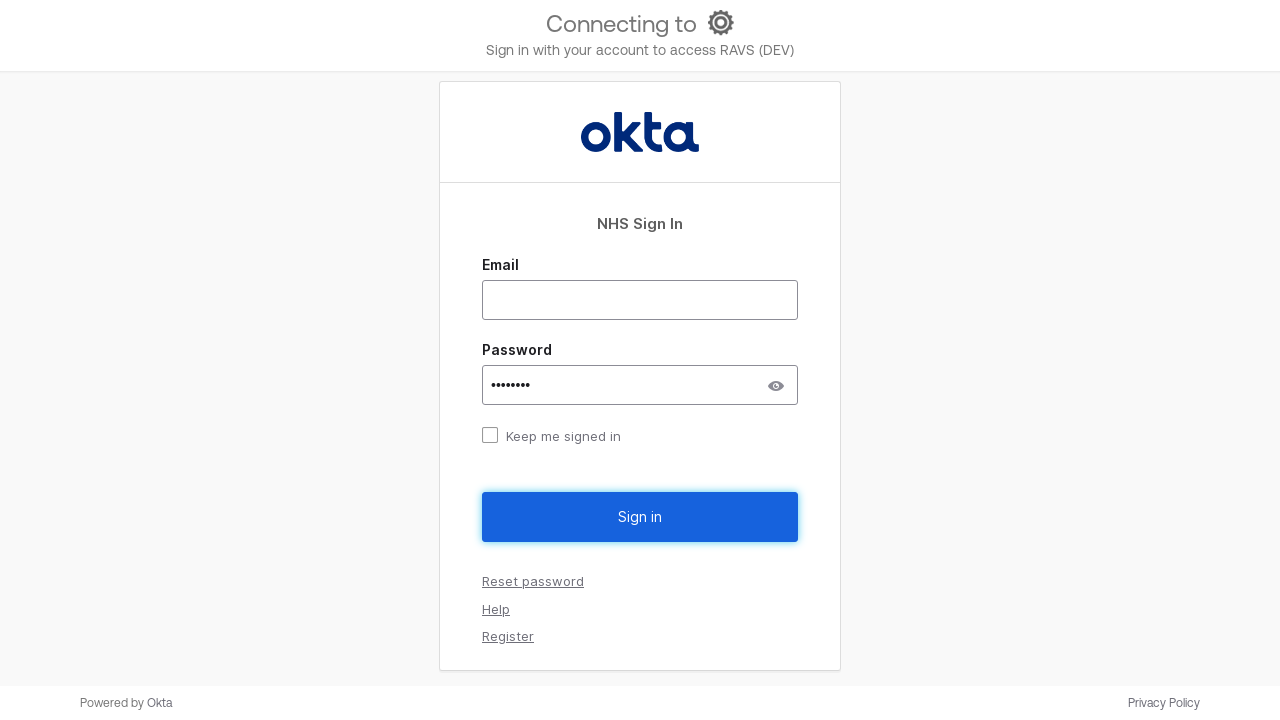 Connecting to
Sign in with your account to access RAVS (DEV)
okta
NHS Sign In
Email
Password
••••••••
Keep me signed in
Sign in
Reset password
Help
Register
Powered by Okta
Privacy Policy